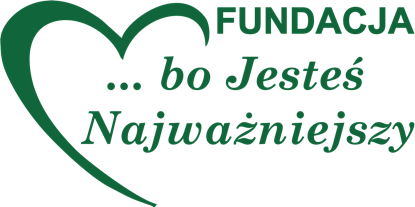 FUNDACJA
... bo Jesteś
Najważniejszy